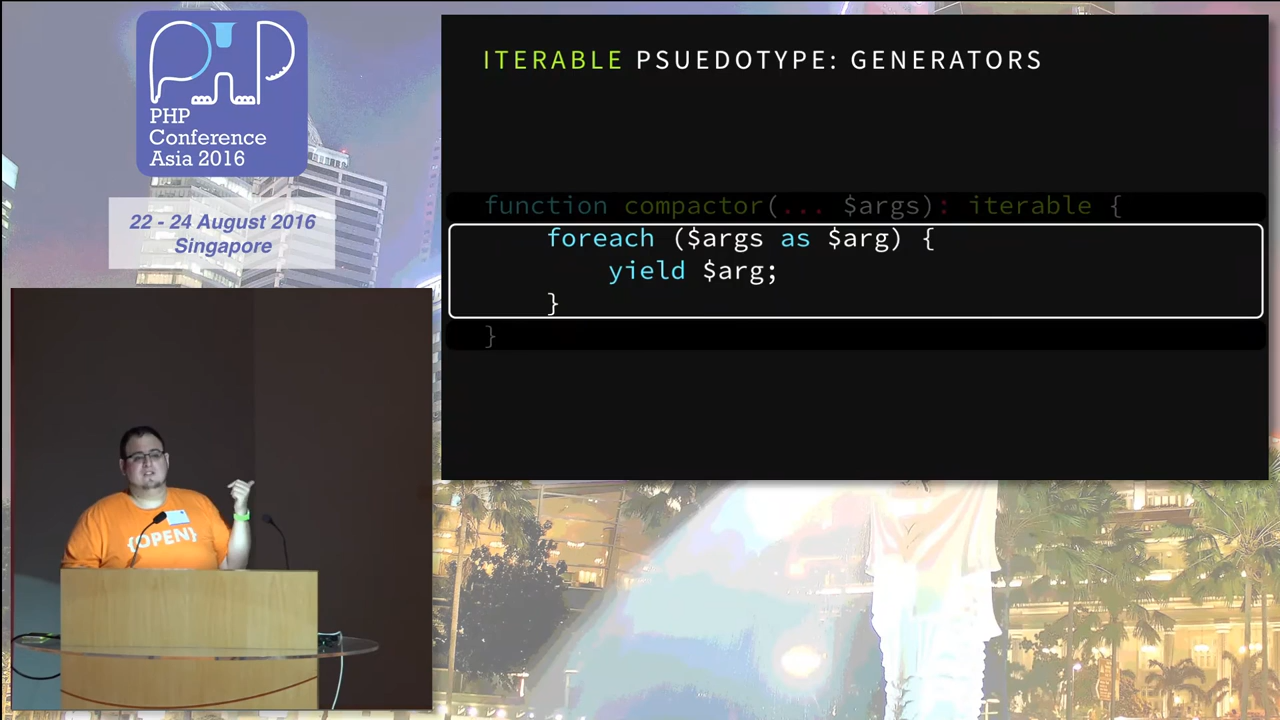 PHP
Conference
Asia 2016
22 - 24 August 2016
Singapore
{OPEN}
ITERABLE PSUEDOTYPE: GENERATORS
function compactor(... $args): iterable {
foreach ($args as $arg) {
yield $arg;
}
}